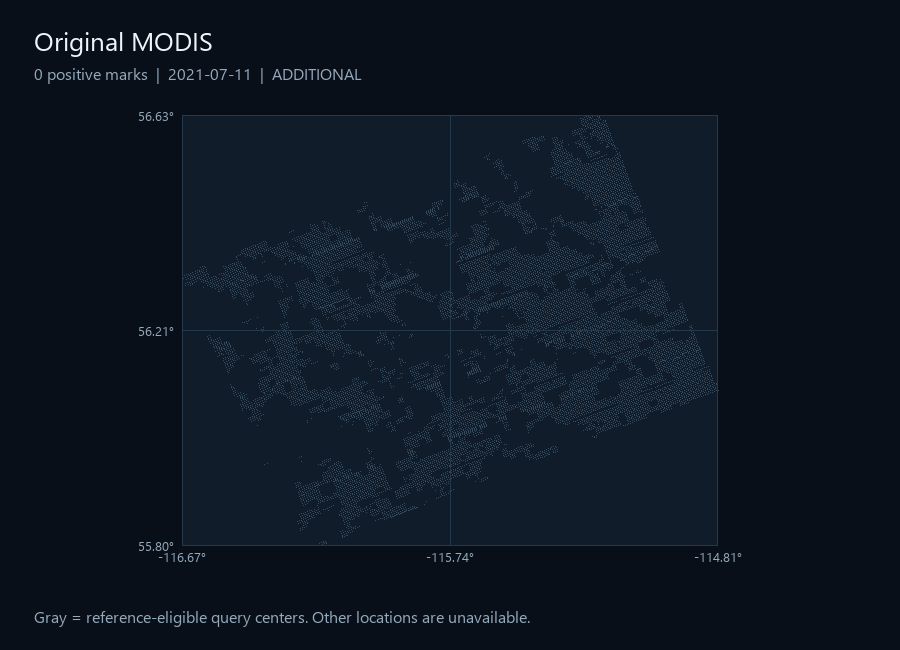 Original MODIS
0 positive marks | 2021-07-11 | ADDITIONAL
56.63°
56.21°
55.80°
-116.67°
-115.74°
-114.81°
Gray = reference-eligible query centers. Other locations are unavailable.